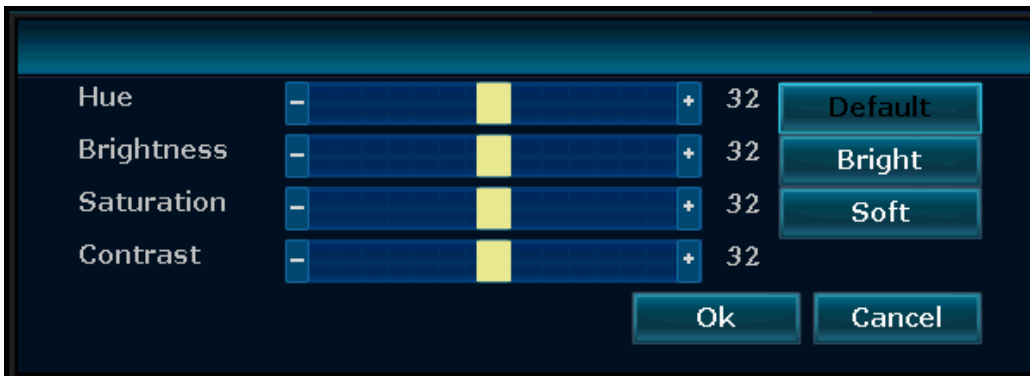 Hue - + 32 Default
Brightness - + 32 Bright
Saturation - + 32 Soft
Contrast - + 32
Ok Cancel